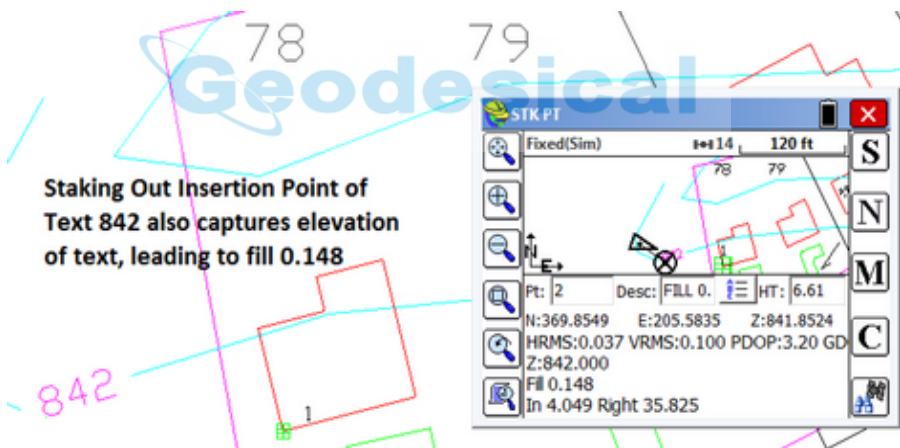 78
79
Geodesical
STK PT
Fixed(Sim) 14 120 ft S
78 79
Staking Out Insertion Point of
Text 842 also captures elevation
of text, leading to fill 0.148
N
N
E
1
M
Pt: 2 Desc: FILL 0. HT: 6.61
N:369.8549 E:205.5835 Z:841.8524
HRMS:0.037 VRMS:0.100 PDOP:3.20 GD
C
Z:842.000
Fill 0.148
In 4.049 Right 35.825
842
1